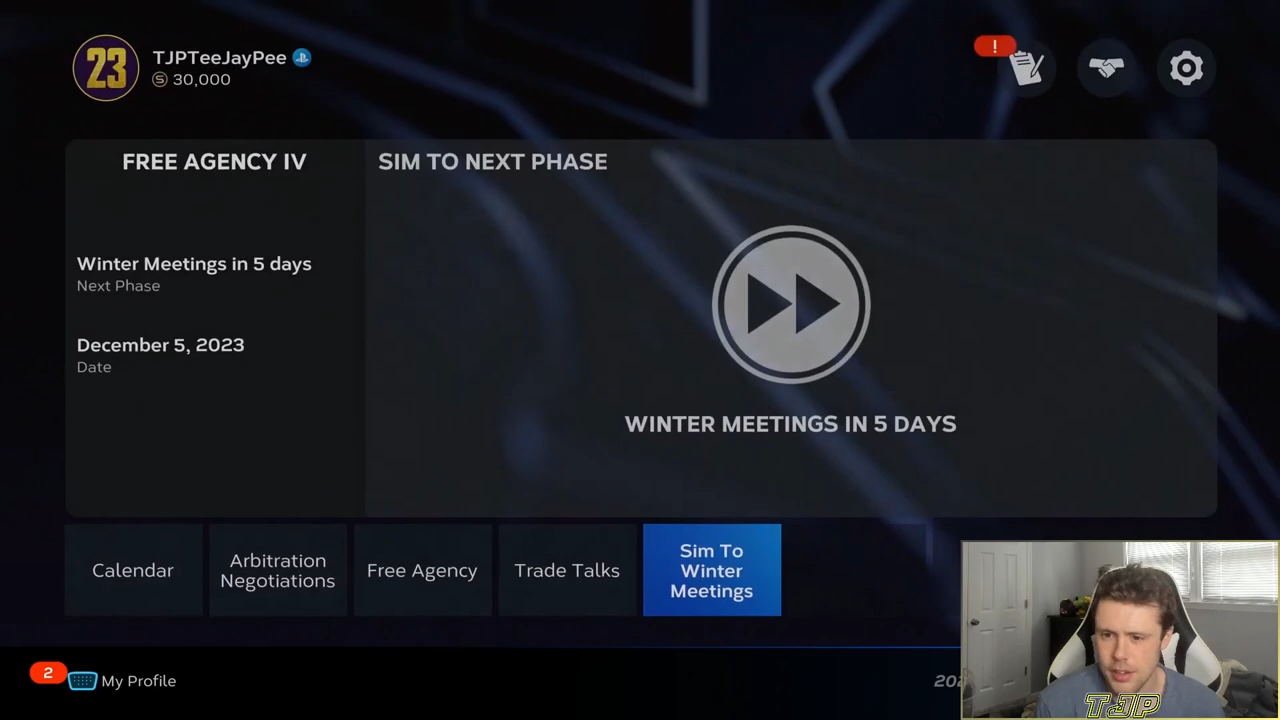 23
TJPTeeJayPee
30,000
!
FREE AGENCY IV
SIM TO NEXT PHASE
Winter Meetings in 5 days
Next Phase
December 5, 2023
Date
WINTER MEETINGS IN 5 DAYS
Calendar
Arbitration
Negotiations
Free Agency
Trade Talks
Sim To
Winter
Meetings
2
My Profile
TJP